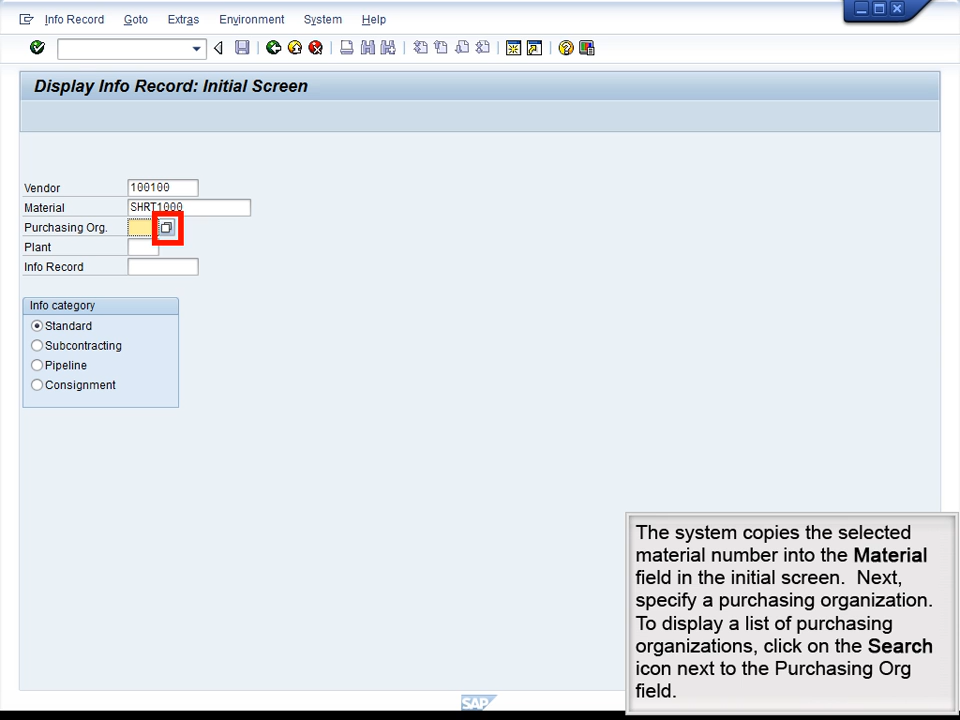 Info Record Goto Extras Environment System Help
Display Info Record: Initial Screen
Vendor 100100
Material SHRT1000
Purchasing Org.
Plant
Info Record
Info category
Standard
Subcontracting
Pipeline
Consignment
The system copies the selected
material number into the Material
field in the initial screen. Next,
specify a purchasing organization.
To display a list of purchasing
organizations, click on the Search
icon next to the Purchasing Org
field.
SAP